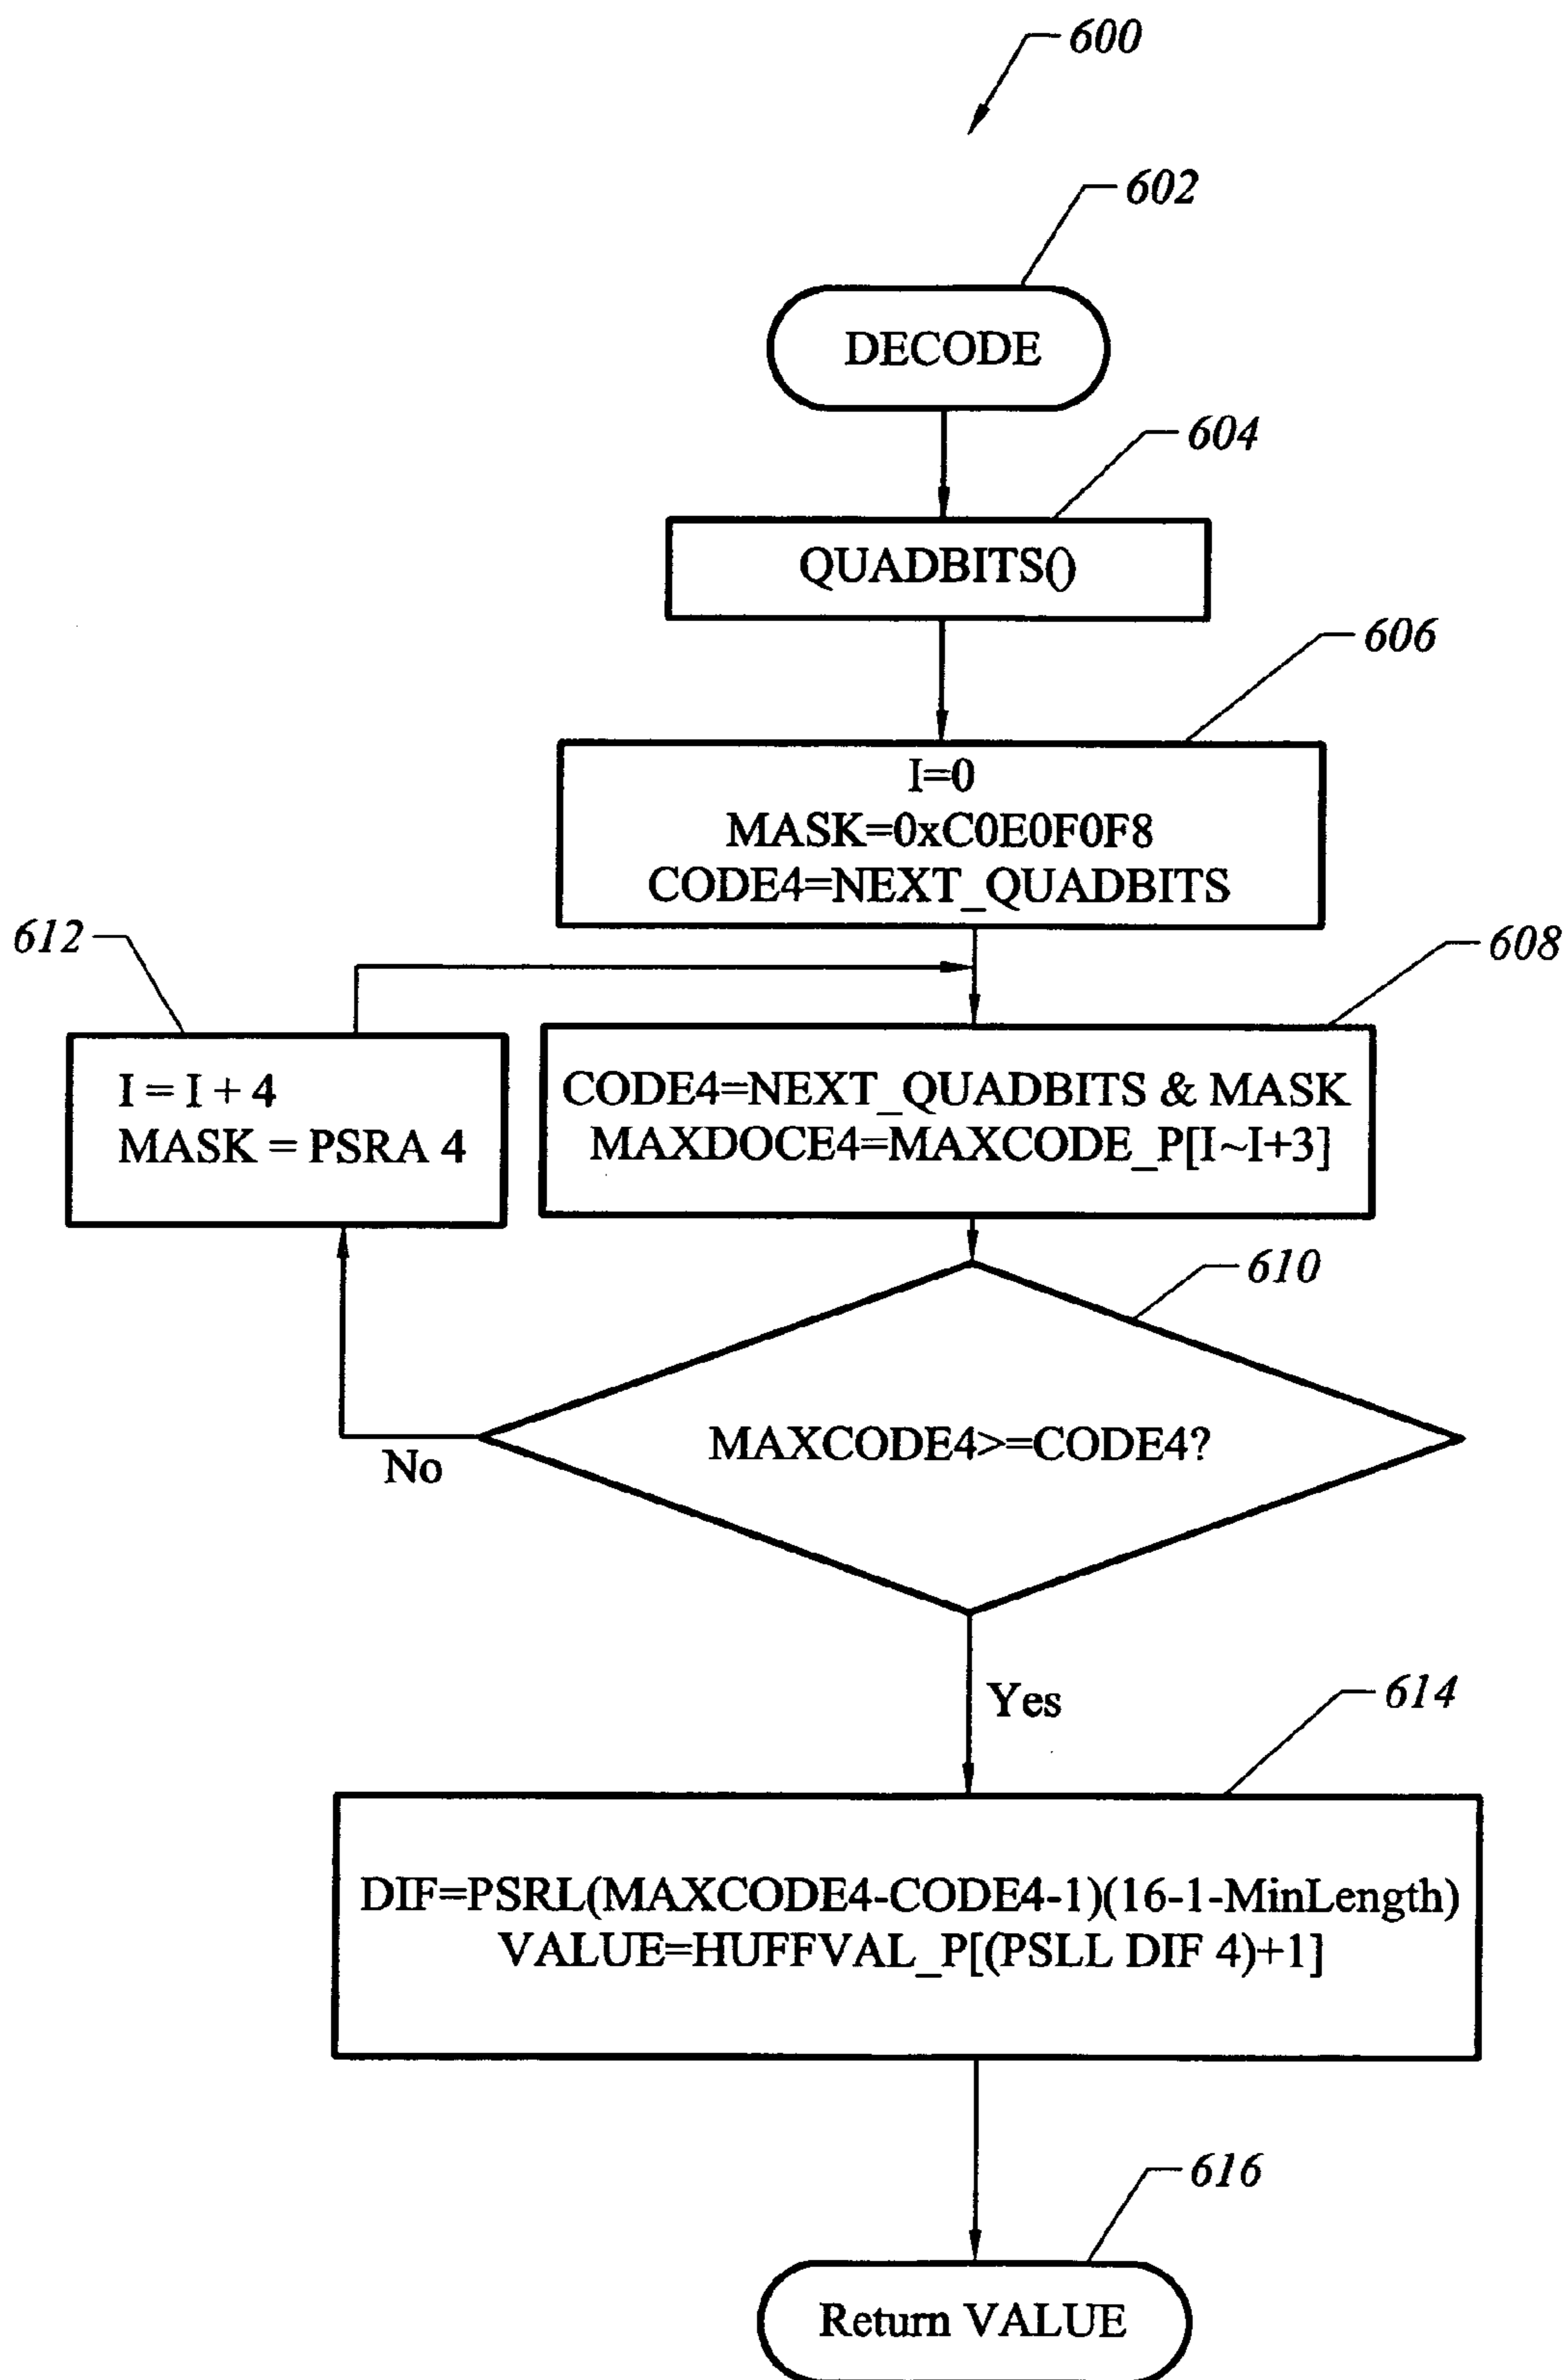 600
602
DECODE
604
QUADBITS()
606
I=0
MASK=0xC0E0F0F8
CODE4=NEXT_QUADBITS
612
608
I = I + 4
MASK = PSRA 4
CODE4=NEXT_QUADBITS & MASK
MAXDOCE4=MAXCODE_P[I~I+3]
610
MAXCODE4>=CODE4?
No
Yes
614
DIF=PSRL(MAXCODE4-CODE4-1)(16-1-MinLength)
VALUE=HUFFVAL_P[(PSLL DIF 4)+1]
616
Return VALUE